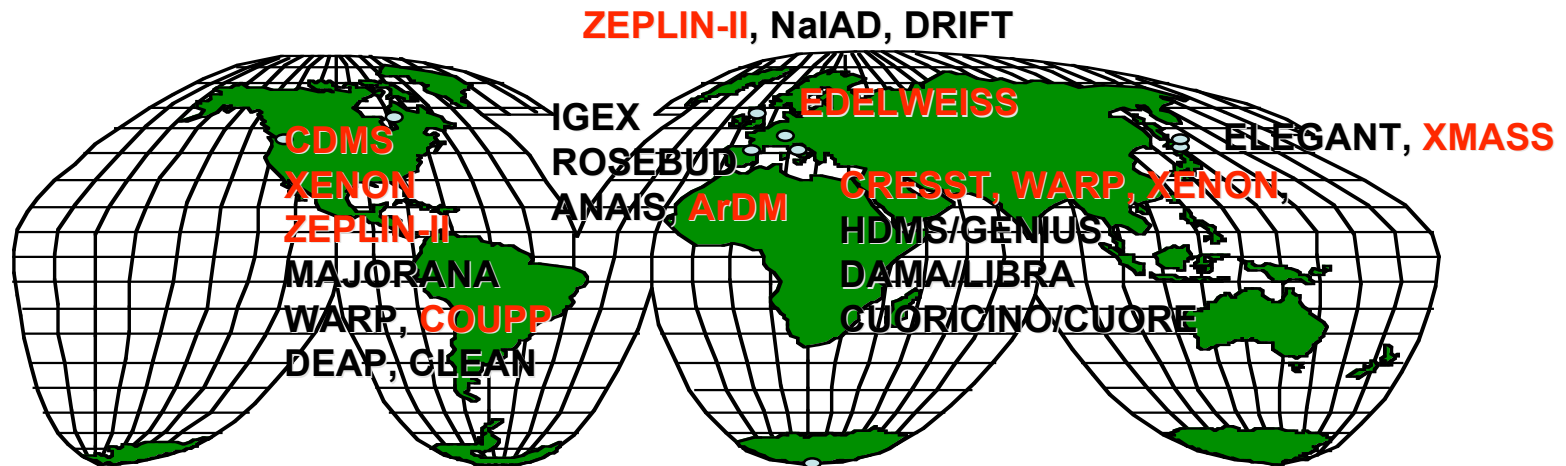 ZEPLIN-II, NaIAD, DRIFT
EDELWEISS
IGEX
ROSEBUD
ANAIS, ArDM
CDMS
XENON
ZEPLIN-II
MAJORANA
WARP, COUPP
DEAP, CLEAN
CRESST, WARP, XENON,
HDMS/GENIUS
DAMA/LIBRA
CUORICINO/CUORE
ELEGANT, XMASS